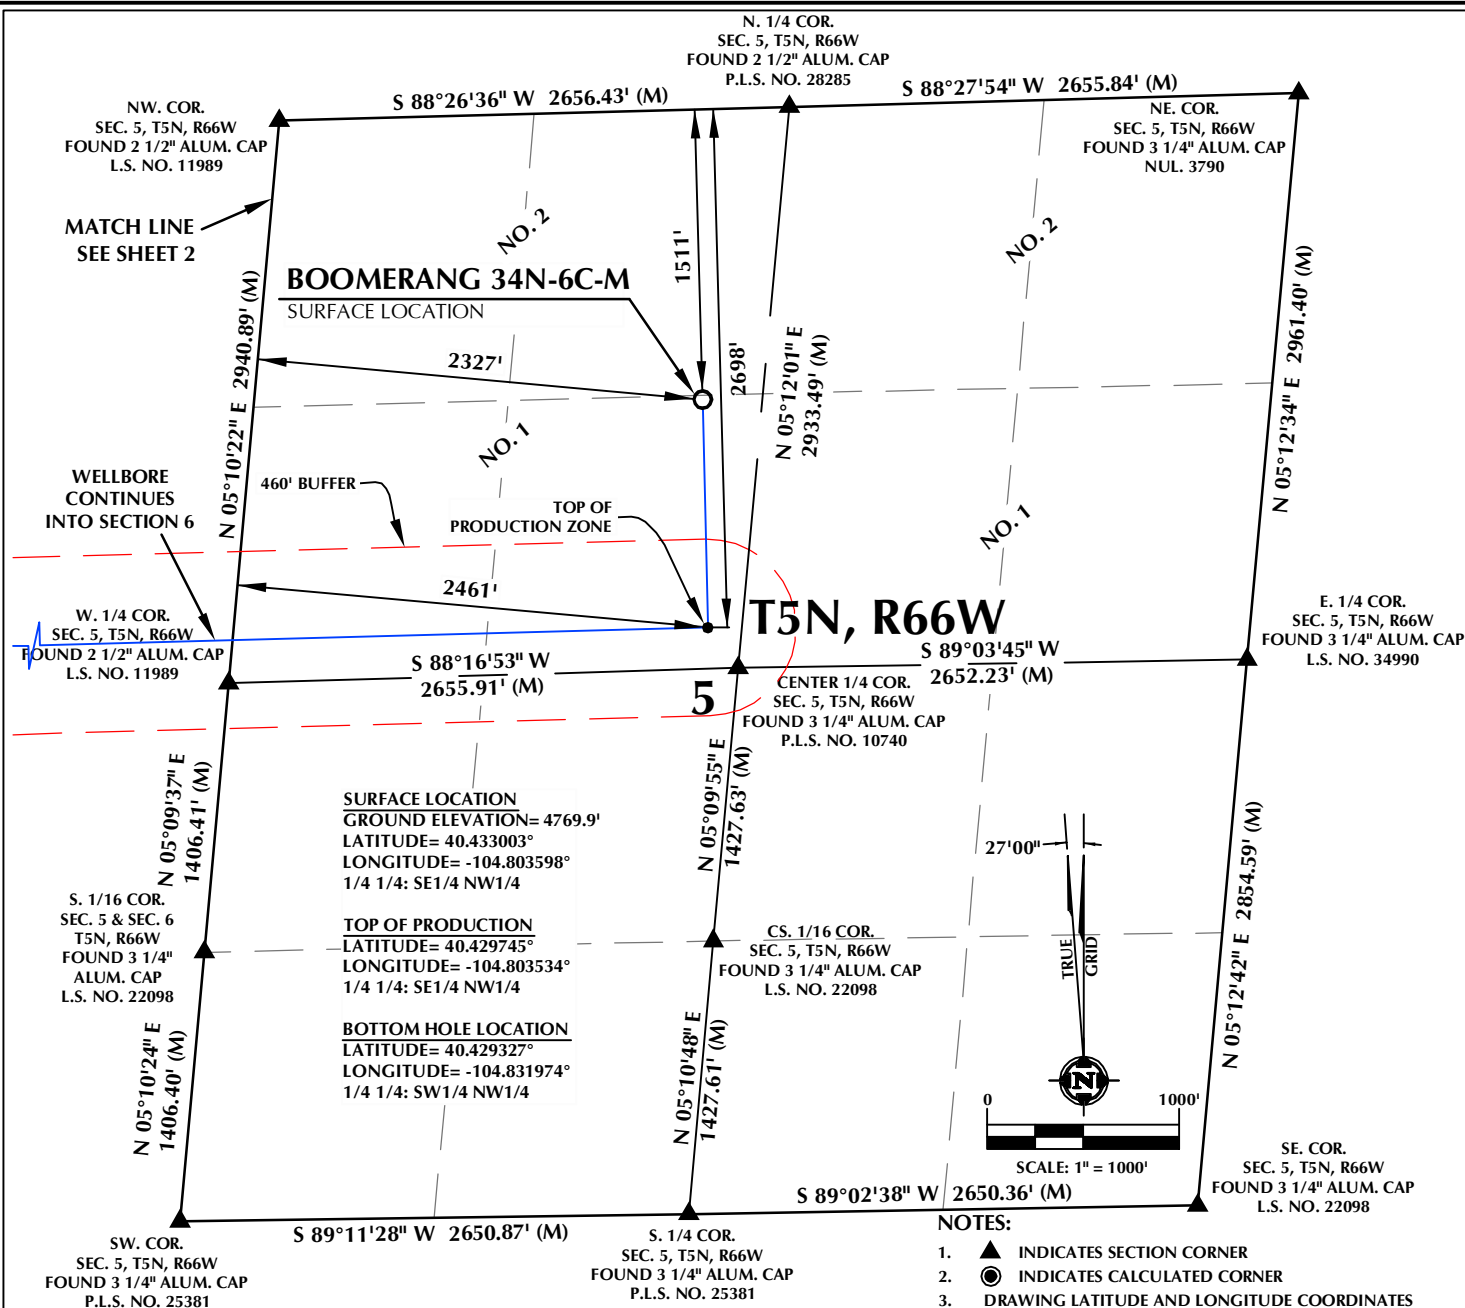 N. 1/4 COR.
SEC. 5, T5N, R66W
FOUND 2 1/2" ALUM. CAP
P.L.S. NO. 28285
NW. COR.
SEC. 5, T5N, R66W
FOUND 2 1/2" ALUM. CAP
L.S. NO. 11989
S 88°26'36" W 2656.43' (M)
S 88°27'54" W 2655.84' (M)
NE. COR.
SEC. 5, T5N, R66W
FOUND 3 1/4" ALUM. CAP
NUL. 3790
MATCH LINE
SEE SHEET 2
NO. 2
NO. 2
1511'
BOOMERANG 34N-6C-M
SURFACE LOCATION
N 05°10'22" E 2940.89' (M)
2327'
2698'
N 05°12'01" E
2933.49' (M)
N 05°12'34" E 2961.40' (M)
NO. 1
NO. 1
WELLBORE
CONTINUES
INTO SECTION 6
460' BUFFER
TOP OF
PRODUCTION ZONE
2461'
T5N, R66W
W. 1/4 COR.
SEC. 5, T5N, R66W
FOUND 2 1/2" ALUM. CAP
L.S. NO. 11989
E. 1/4 COR.
SEC. 5, T5N, R66W
FOUND 3 1/4" ALUM. CAP
L.S. NO. 34990
S 88°16'53" W
2655.91' (M)
S 89°03'45" W
2652.23' (M)
5
CENTER 1/4 COR.
SEC. 5, T5N, R66W
FOUND 3 1/4" ALUM. CAP
P.L.S. NO. 10740
N 05°09'37" E
1406.41' (M)
N 05°09'55" E
1427.63' (M)
SURFACE LOCATION
GROUND ELEVATION= 4769.9'
LATITUDE= 40.433003°
LONGITUDE= -104.803598°
1/4 1/4: SE1/4 NW1/4
TOP OF PRODUCTION
LATITUDE= 40.429745°
LONGITUDE= -104.803534°
1/4 1/4: SE1/4 NW1/4
BOTTOM HOLE LOCATION
LATITUDE= 40.429327°
LONGITUDE= -104.831974°
1/4 1/4: SW1/4 NW1/4
S. 1/16 COR.
SEC. 5 & SEC. 6
T5N, R66W
FOUND 3 1/4"
ALUM. CAP
L.S. NO. 22098
CS. 1/16 COR.
SEC. 5, T5N, R66W
FOUND 3 1/4" ALUM. CAP
L.S. NO. 22098
27'00"
TRUE
GRID
N
N 05°12'42" E 2854.59' (M)
N 05°10'24" E
1406.40' (M)
N 05°10'48" E
1427.61' (M)
0 1000'
SCALE: 1" = 1000'
SE. COR.
SEC. 5, T5N, R66W
FOUND 3 1/4" ALUM. CAP
L.S. NO. 22098
S 89°11'28" W 2650.87' (M)
S 89°02'38" W 2650.36' (M)
SW. COR.
SEC. 5, T5N, R66W
FOUND 3 1/4" ALUM. CAP
P.L.S. NO. 25381
S. 1/4 COR.
SEC. 5, T5N, R66W
FOUND 3 1/4" ALUM. CAP
P.L.S. NO. 25381
NOTES:
1. INDICATES SECTION CORNER
2. INDICATES CALCULATED CORNER
3. DRAWING LATITUDE AND LONGITUDE COORDINATES